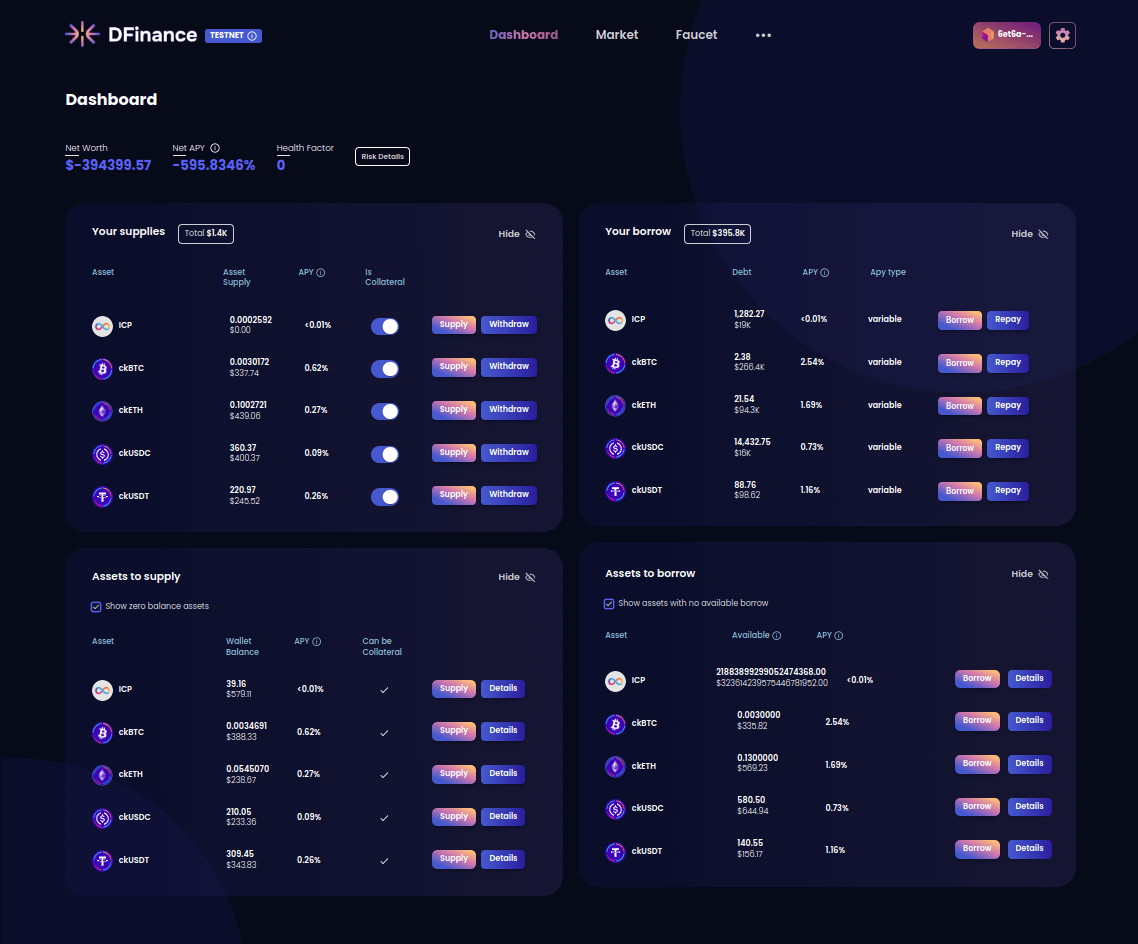 DFinance TESTNET
Dashboard Market Faucet •••
6et6a-...
Dashboard
Net Worth Net APY Health Factor
$-394399.57 -595.8346% 0 Risk Details
Your supplies Total $1.4K Hide
Asset Asset Supply APY Is Collateral
ICP 0.0002592 $0.00 <0.01% Supply Withdraw
ckBTC 0.0030172 $337.74 0.62% Supply Withdraw
ckETH 0.1002721 $439.06 0.27% Supply Withdraw
ckUSDC 360.37 $400.37 0.09% Supply Withdraw
ckUSDT 220.97 $245.52 0.26% Supply Withdraw
Your borrow Total $395.8K Hide
Asset Debt APY Apy type
ICP 1,282.27 $19K <0.01% variable Borrow Repay
ckBTC 2.38 $266.4K 2.54% variable Borrow Repay
ckETH 21.54 $94.3K 1.69% variable Borrow Repay
ckUSDC 14,432.75 $16K 0.73% variable Borrow Repay
ckUSDT 88.76 $98.62 1.16% variable Borrow Repay
Assets to supply Hide
Show zero balance assets
Asset Wallet Balance APY Can be Collateral
ICP 39.16 $579.11 <0.01% Supply Details
ckBTC 0.0034691 $388.33 0.62% Supply Details
ckETH 0.0545070 $238.67 0.27% Supply Details
ckUSDC 210.05 $233.36 0.09% Supply Details
ckUSDT 309.45 $343.83 0.26% Supply Details
Assets to borrow Hide
Show assets with no available borrow
Asset Available APY
ICP 21883899299052474368.00 $323614239575446781952.00 <0.01% Borrow Details
ckBTC 0.0030000 $335.82 2.54% Borrow Details
ckETH 0.1300000 $569.23 1.69% Borrow Details
ckUSDC 580.50 $644.94 0.73% Borrow Details
ckUSDT 140.55 $156.17 1.16% Borrow Details